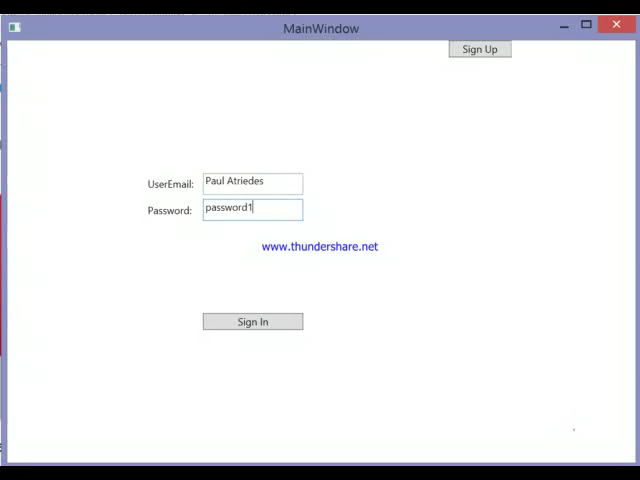 MainWindow
Sign Up
UserEmail: Paul Atriedes
Password: password1
www.thundershare.net
Sign In